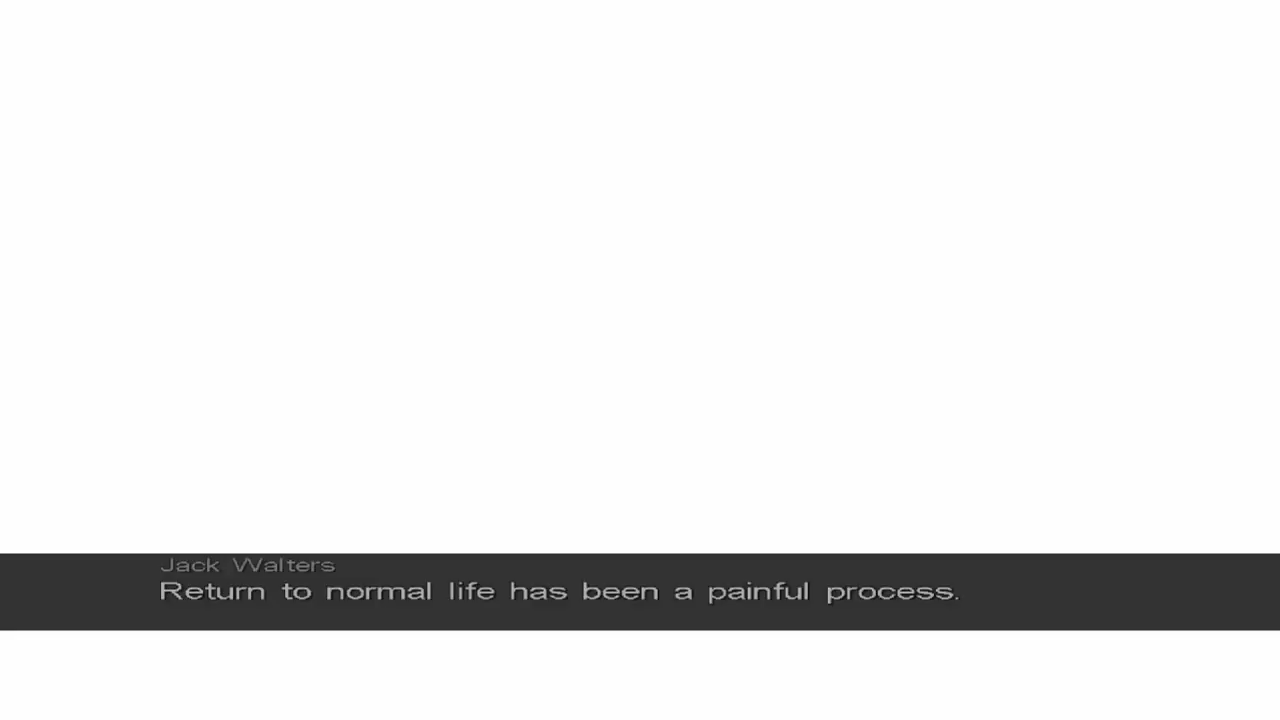 Jack Walters
Return to normal life has been a painful process.